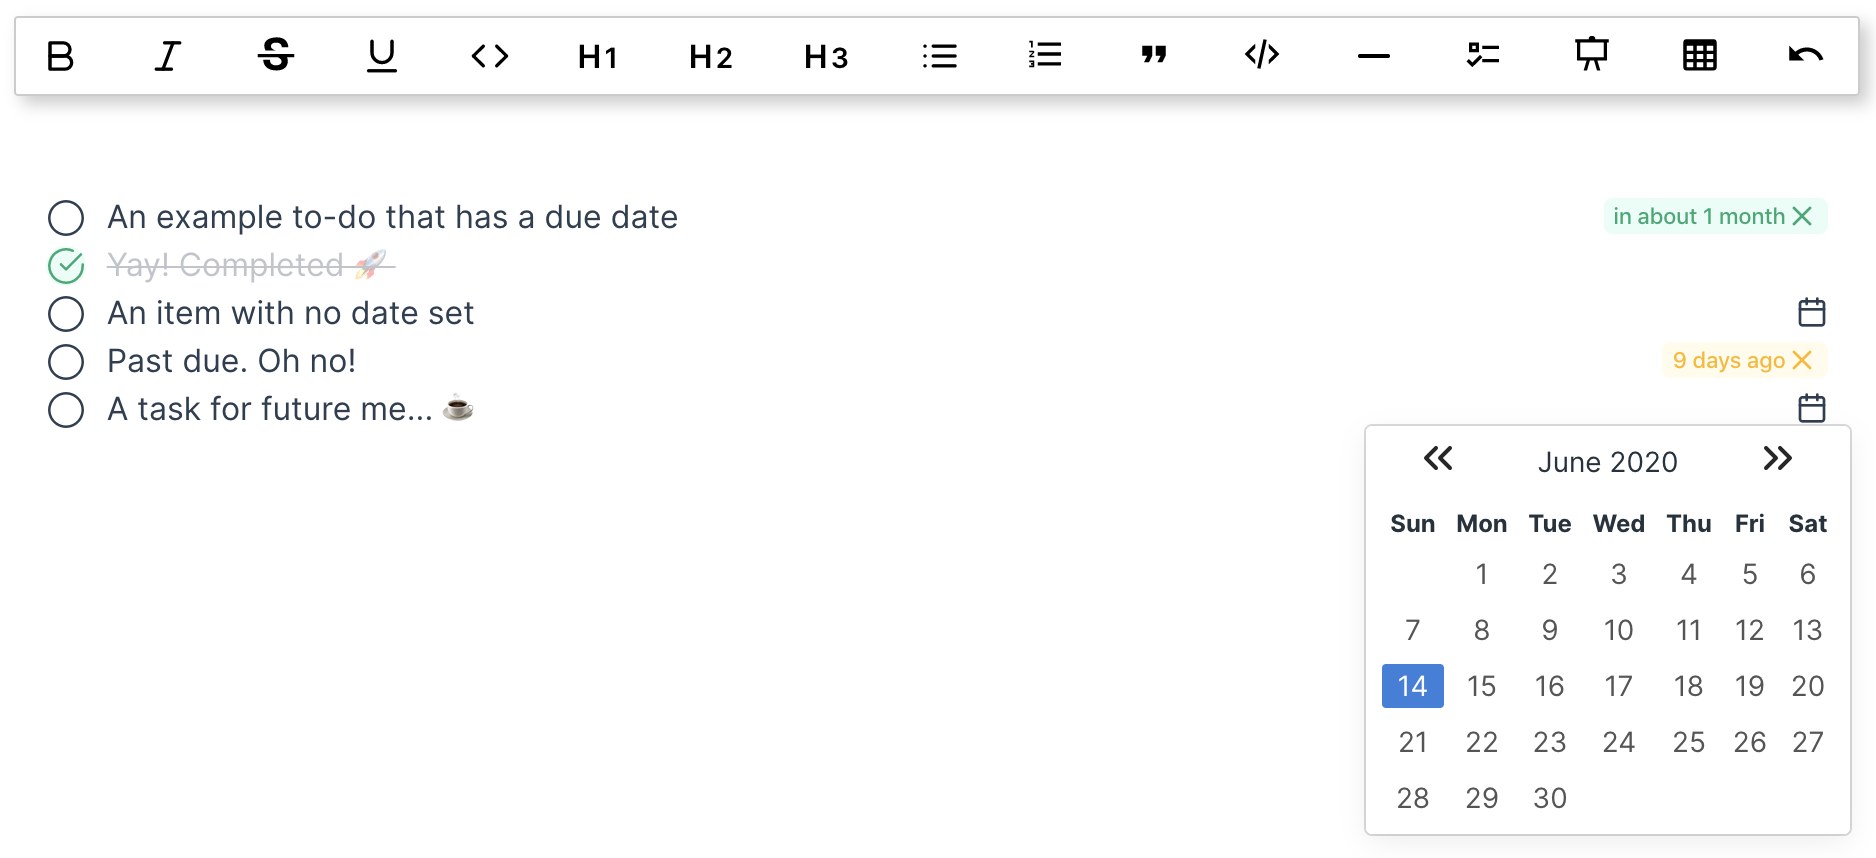 B I S U <> H1 H2 H3 </>
An example to-do that has a due date in about 1 month
Yay! Completed 🚀
An item with no date set
Past due. Oh no! 9 days ago
A task for future me... ☕
June 2020
Sun Mon Tue Wed Thu Fri Sat
1 2 3 4 5 6
7 8 9 10 11 12 13
14 15 16 17 18 19 20
21 22 23 24 25 26 27
28 29 30